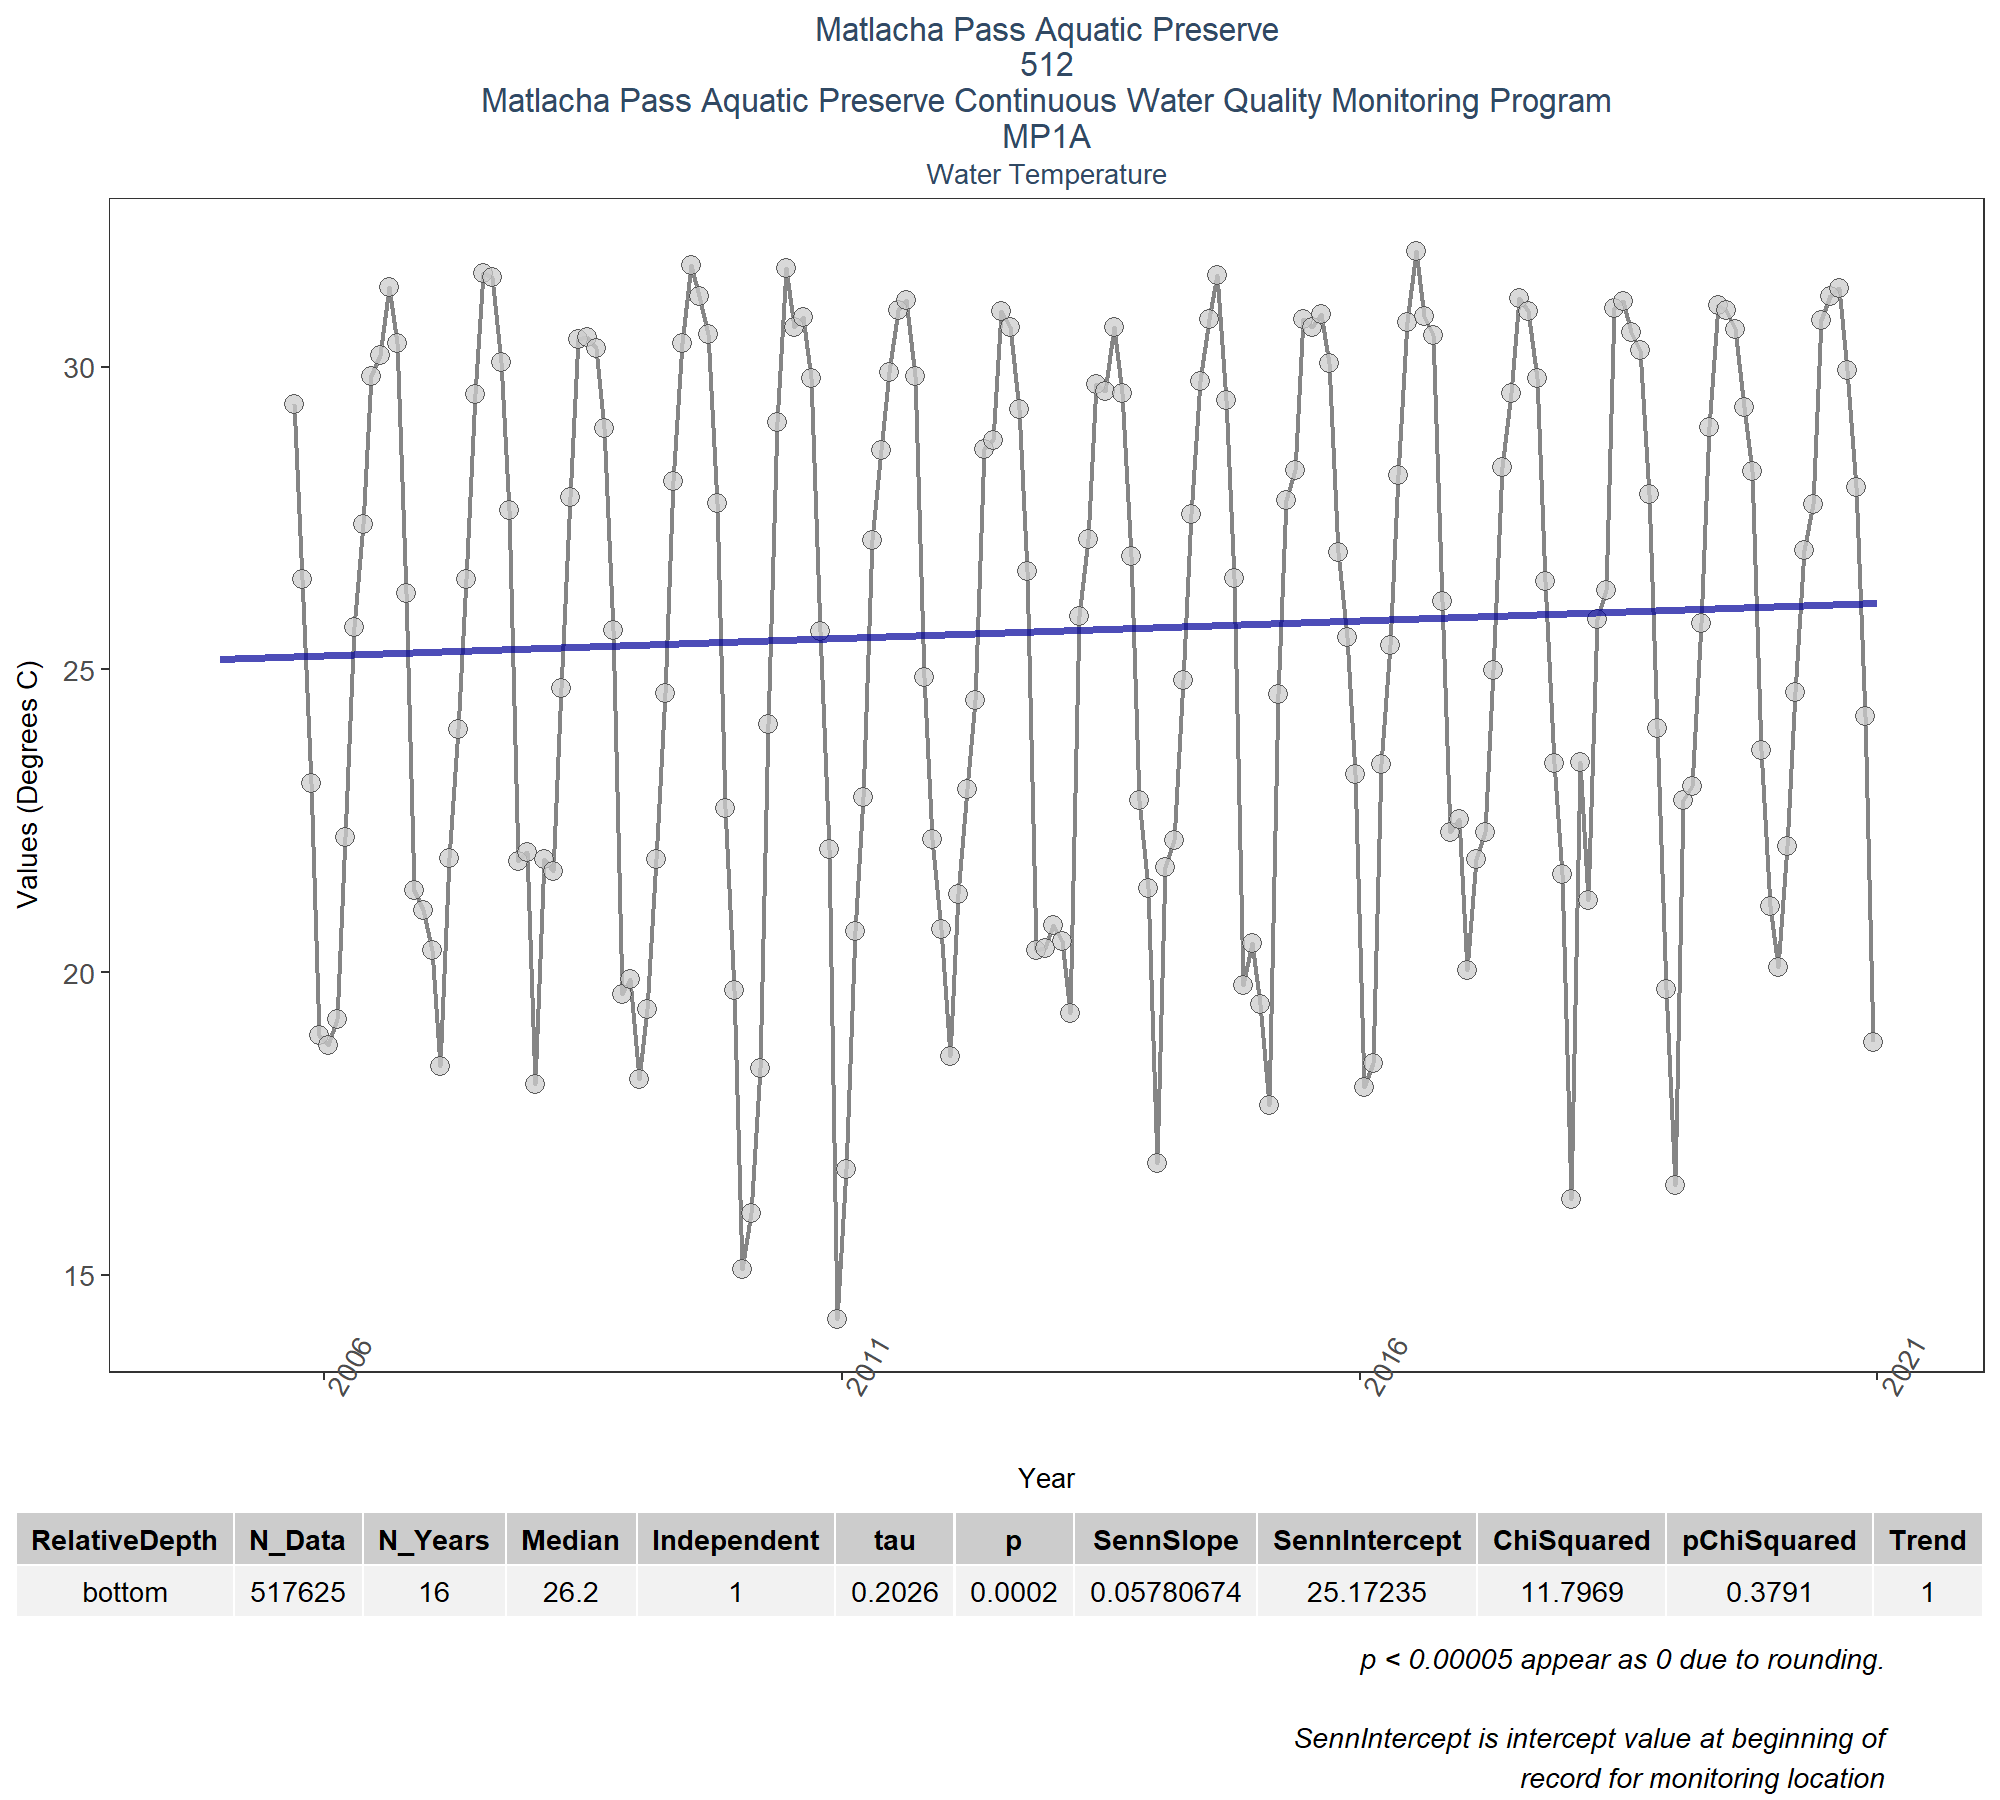 Matlacha Pass Aquatic Preserve
512
Matlacha Pass Aquatic Preserve Continuous Water Quality Monitoring Program
MP1A
Water Temperature
Values (Degrees C)
30
25
20
15
2006 2011 2016 2021
Year
RelativeDepth N_Data N_Years Median Independent tau p SennSlope SennIntercept ChiSquared pChiSquared Trend
bottom 517625 16 26.2 1 0.2026 0.0002 0.05780674 25.17235 11.7969 0.3791 1
p < 0.00005 appear as 0 due to rounding.
SennIntercept is intercept value at beginning of
record for monitoring location